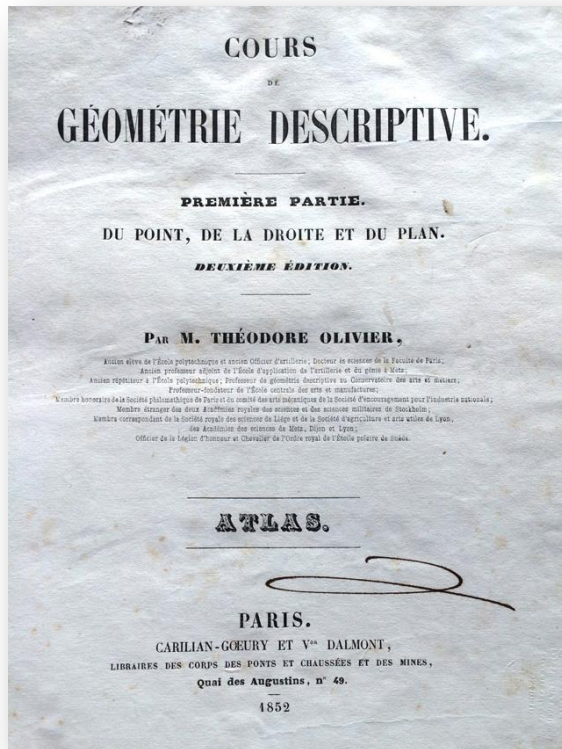 COURS
DE
GÉOMÉTRIE DESCRIPTIVE.
PREMIÈRE PARTIE.
DU POINT, DE LA DROITE ET DU PLAN.
DEUXIÈME ÉDITION.
PAR M. THÉODORE OLIVIER,
Ancien élève de l'École polytechnique et ancien Officier d'artillerie; Docteur ès sciences de la Faculté de Paris;
Ancien professeur adjoint de l'École d'application de l'artillerie et du génie à Metz;
Ancien répétiteur à l'École polytechnique; Professeur de géométrie descriptive au Conservatoire des arts et métiers;
Professeur-fondateur de l'École centrale des arts et manufactures;
Membre honoraire de la Société philomathique de Paris et du comité des arts mécaniques de la Société d'encouragement pour l'industrie nationale;
Membre étranger des deux Académies royales des sciences et des sciences militaires de Stockholm;
Membre correspondant de la Société royale des sciences de Liége et de la Société d'agriculture et arts utiles de Lyon,
des Académies des sciences de Metz, Dijon et Lyon;
Officier de la Légion d'honneur et Chevalier de l'Ordre royal de l'Étoile polaire de Suède.
ATLAS.
PARIS.
CARILIAN-GŒURY ET Vor DALMONT,
LIBRAIRES DES CORPS DES PONTS ET CHAUSSÉES ET DES MINES,
Quai des Augustins, nº 49.
1852